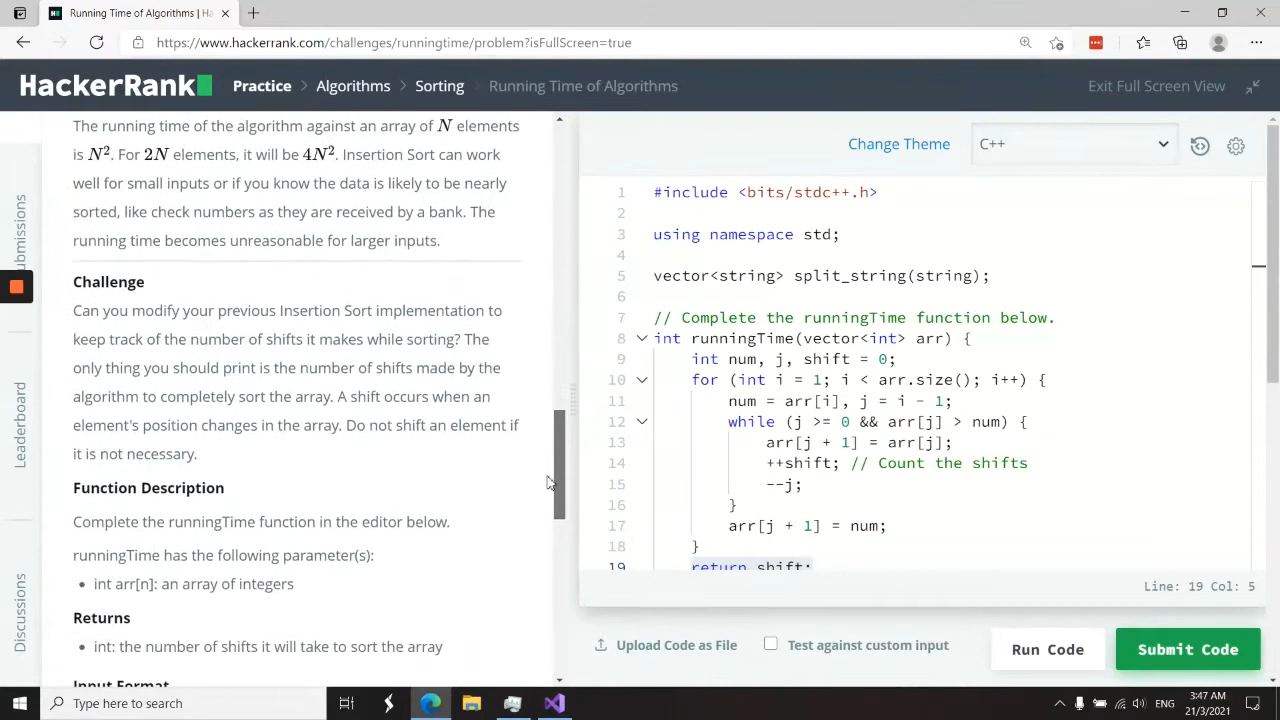 Running Time of Algorithms | Ha
https://www.hackerrank.com/challenges/runningtime/problem?isFullScreen=true
HackerRank Practice > Algorithms > Sorting > Running Time of Algorithms Exit Full Screen View
The running time of the algorithm against an array of N elements
is N². For 2N elements, it will be 4N². Insertion Sort can work
well for small inputs or if you know the data is likely to be nearly
sorted, like check numbers as they are received by a bank. The
running time becomes unreasonable for larger inputs.
Challenge
Can you modify your previous Insertion Sort implementation to
keep track of the number of shifts it makes while sorting? The
only thing you should print is the number of shifts made by the
algorithm to completely sort the array. A shift occurs when an
element's position changes in the array. Do not shift an element if
it is not necessary.
Function Description
Complete the runningTime function in the editor below.
runningTime has the following parameter(s):
• int arr[n]: an array of integers
Returns
• int: the number of shifts it will take to sort the array
Input Format
ubmissions
Leaderboard
Discussions
Change Theme C++
1 #include <bits/stdc++.h>
2
3 using namespace std;
4
5 vector<string> split_string(string);
6
7 // Complete the runningTime function below.
8 int runningTime(vector<int> arr) {
9 int num, j, shift = 0;
10 for (int i = 1; i < arr.size(); i++) {
11 num = arr[i], j = i - 1;
12 while (j >= 0 && arr[j] > num) {
13 arr[j + 1] = arr[j];
14 ++shift; // Count the shifts
15 --j;
16 }
17 arr[j + 1] = num;
18 }
19 return shift;
Line: 19 Col: 5
Upload Code as File Test against custom input Run Code Submit Code
Type here to search
ENG
3:47 AM
21/3/2021